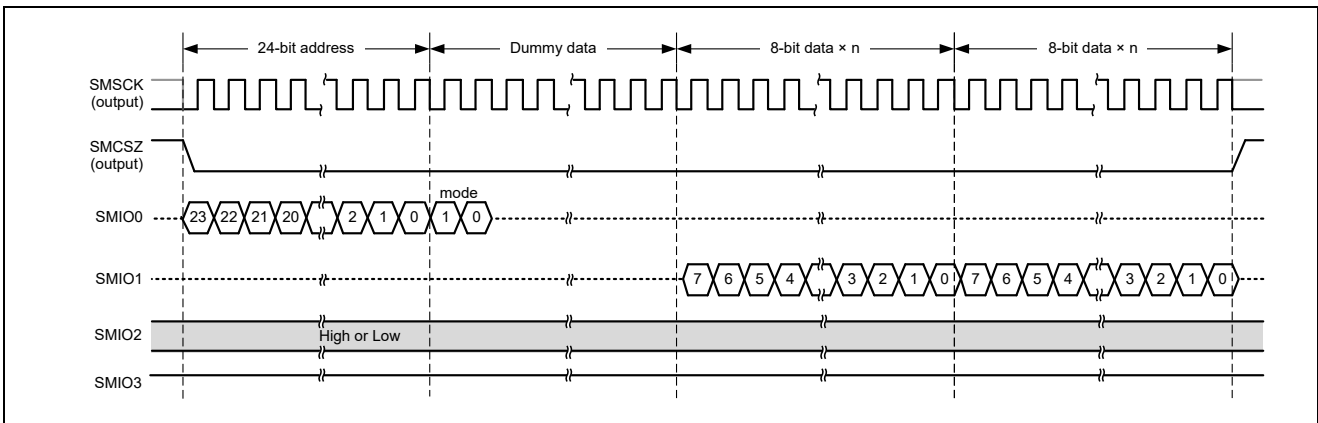 24-bit address Dummy data 8-bit data × n 8-bit data × n
SMSCK
(output)
SMCSZ
(output)
mode
SMIO0 23 22 21 20 2 1 0 1 0
SMIO1 7 6 5 4 3 2 1 0 7 6 5 4 3 2 1 0
SMIO2 High or Low
SMIO3